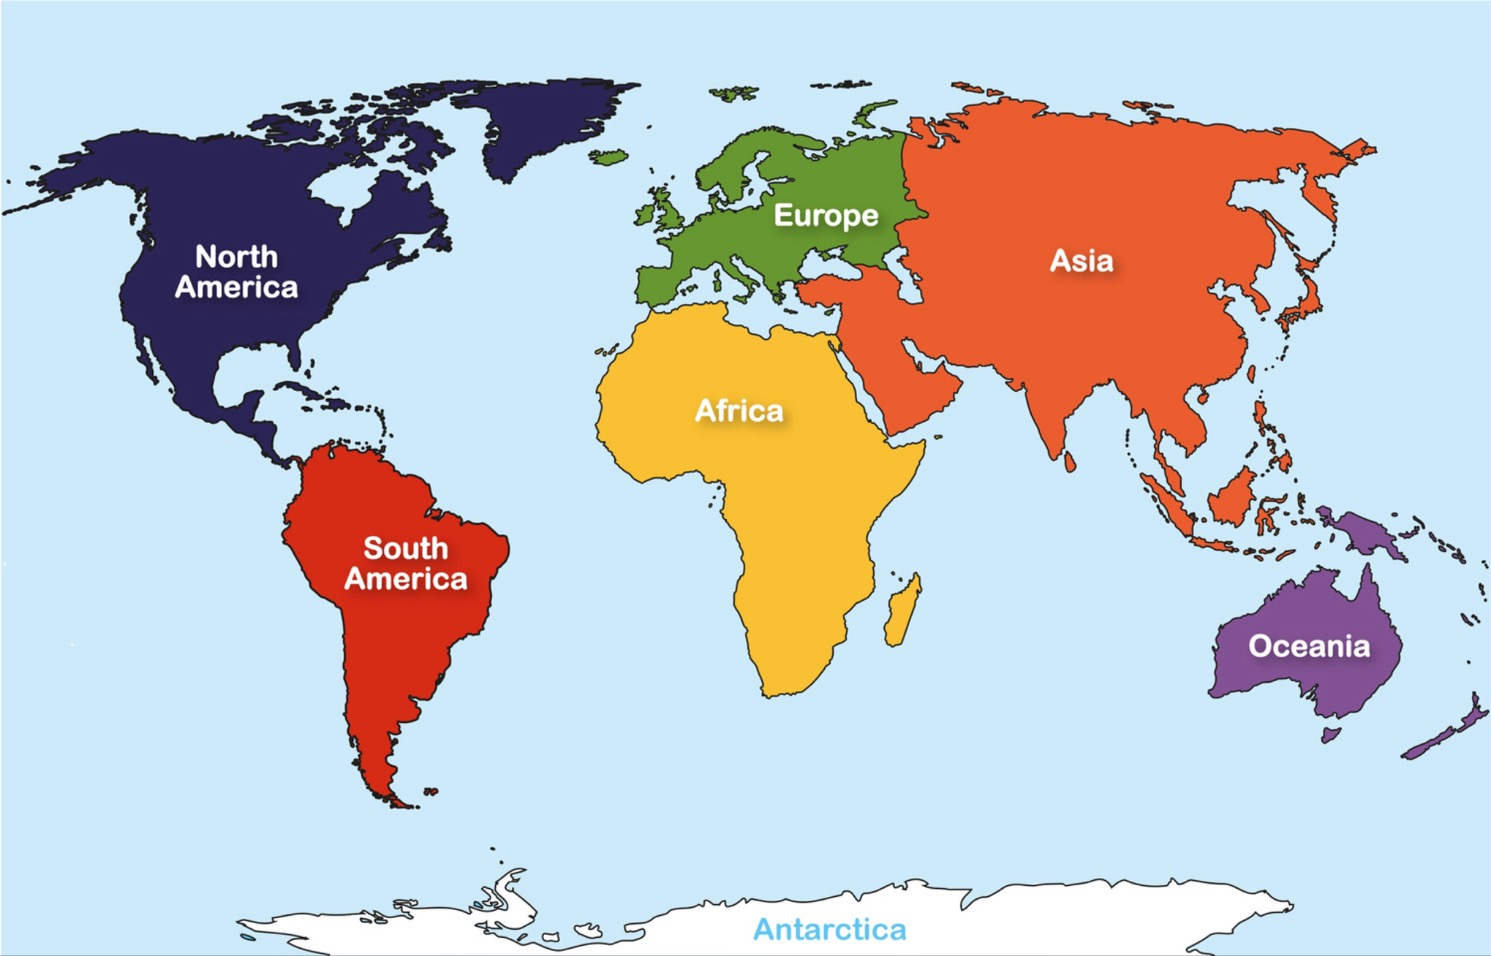 North
America
Europe
Asia
Africa
South
America
Oceania
Antarctica